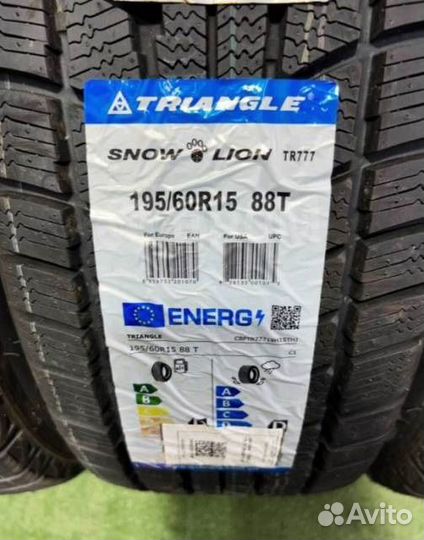 TRIANGLE
SNOW LION TR777
195/60R15 88T
For Europe EAN For USA UPC
ENERG
TRIANGLE
195/60R15 88 T C1
A A
B B
C
D
Avito